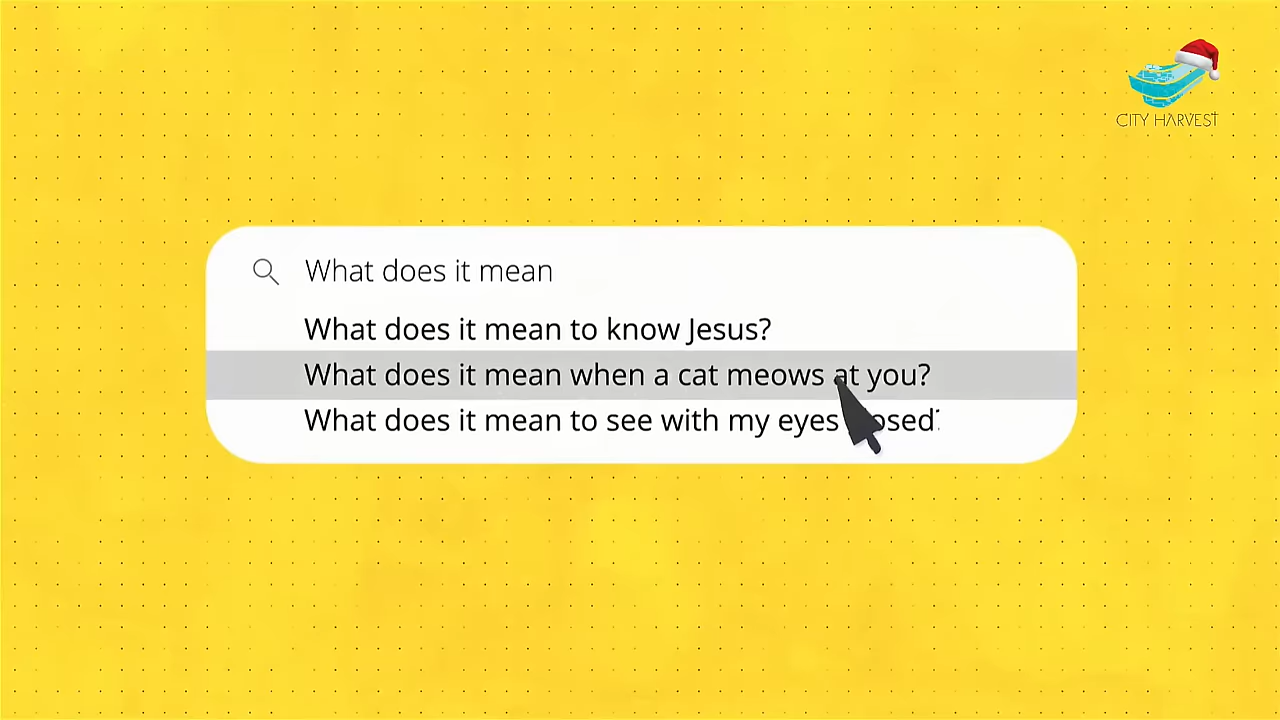 CITY HARVEST
What does it mean
What does it mean to know Jesus?
What does it mean when a cat meows at you?
What does it mean to see with my eyes